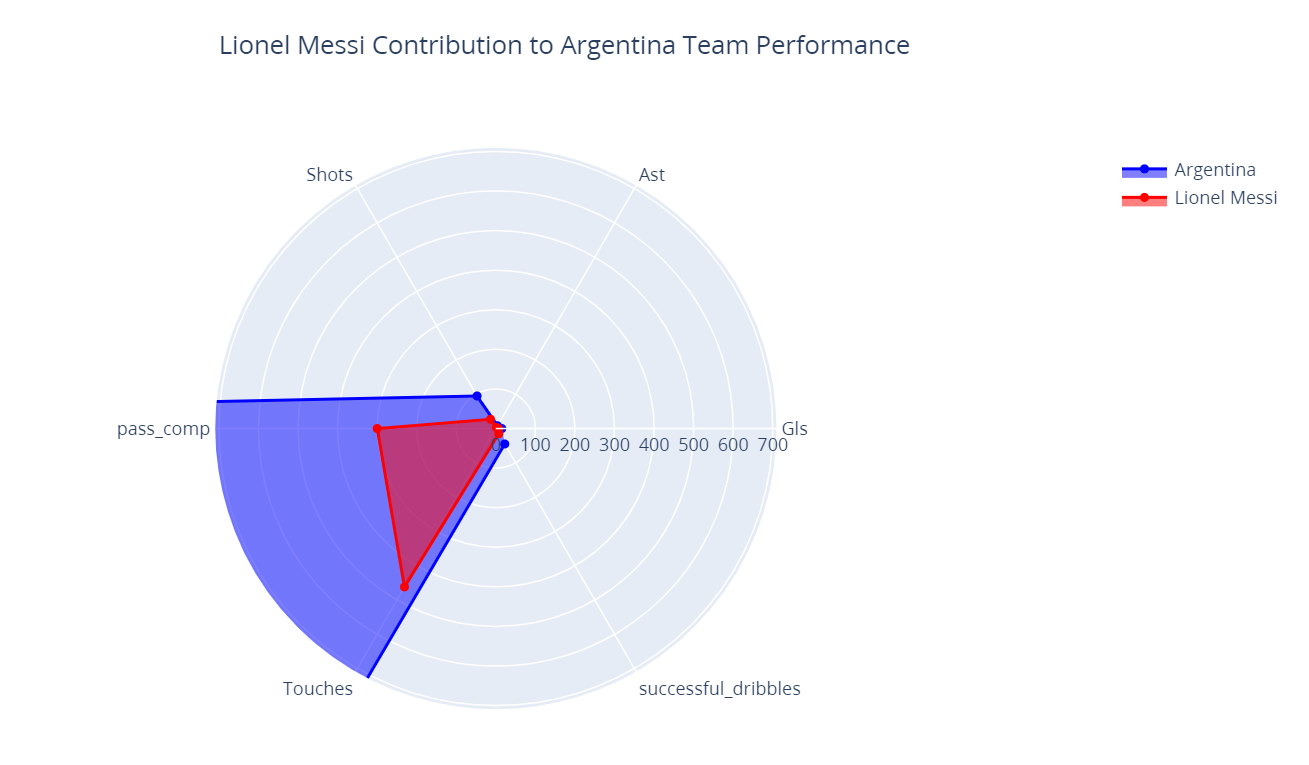 Lionel Messi Contribution to Argentina Team Performance
Argentina
Lionel Messi
Shots
Ast
pass_comp
Gls
0 100 200 300 400 500 600 700
Touches
successful_dribbles